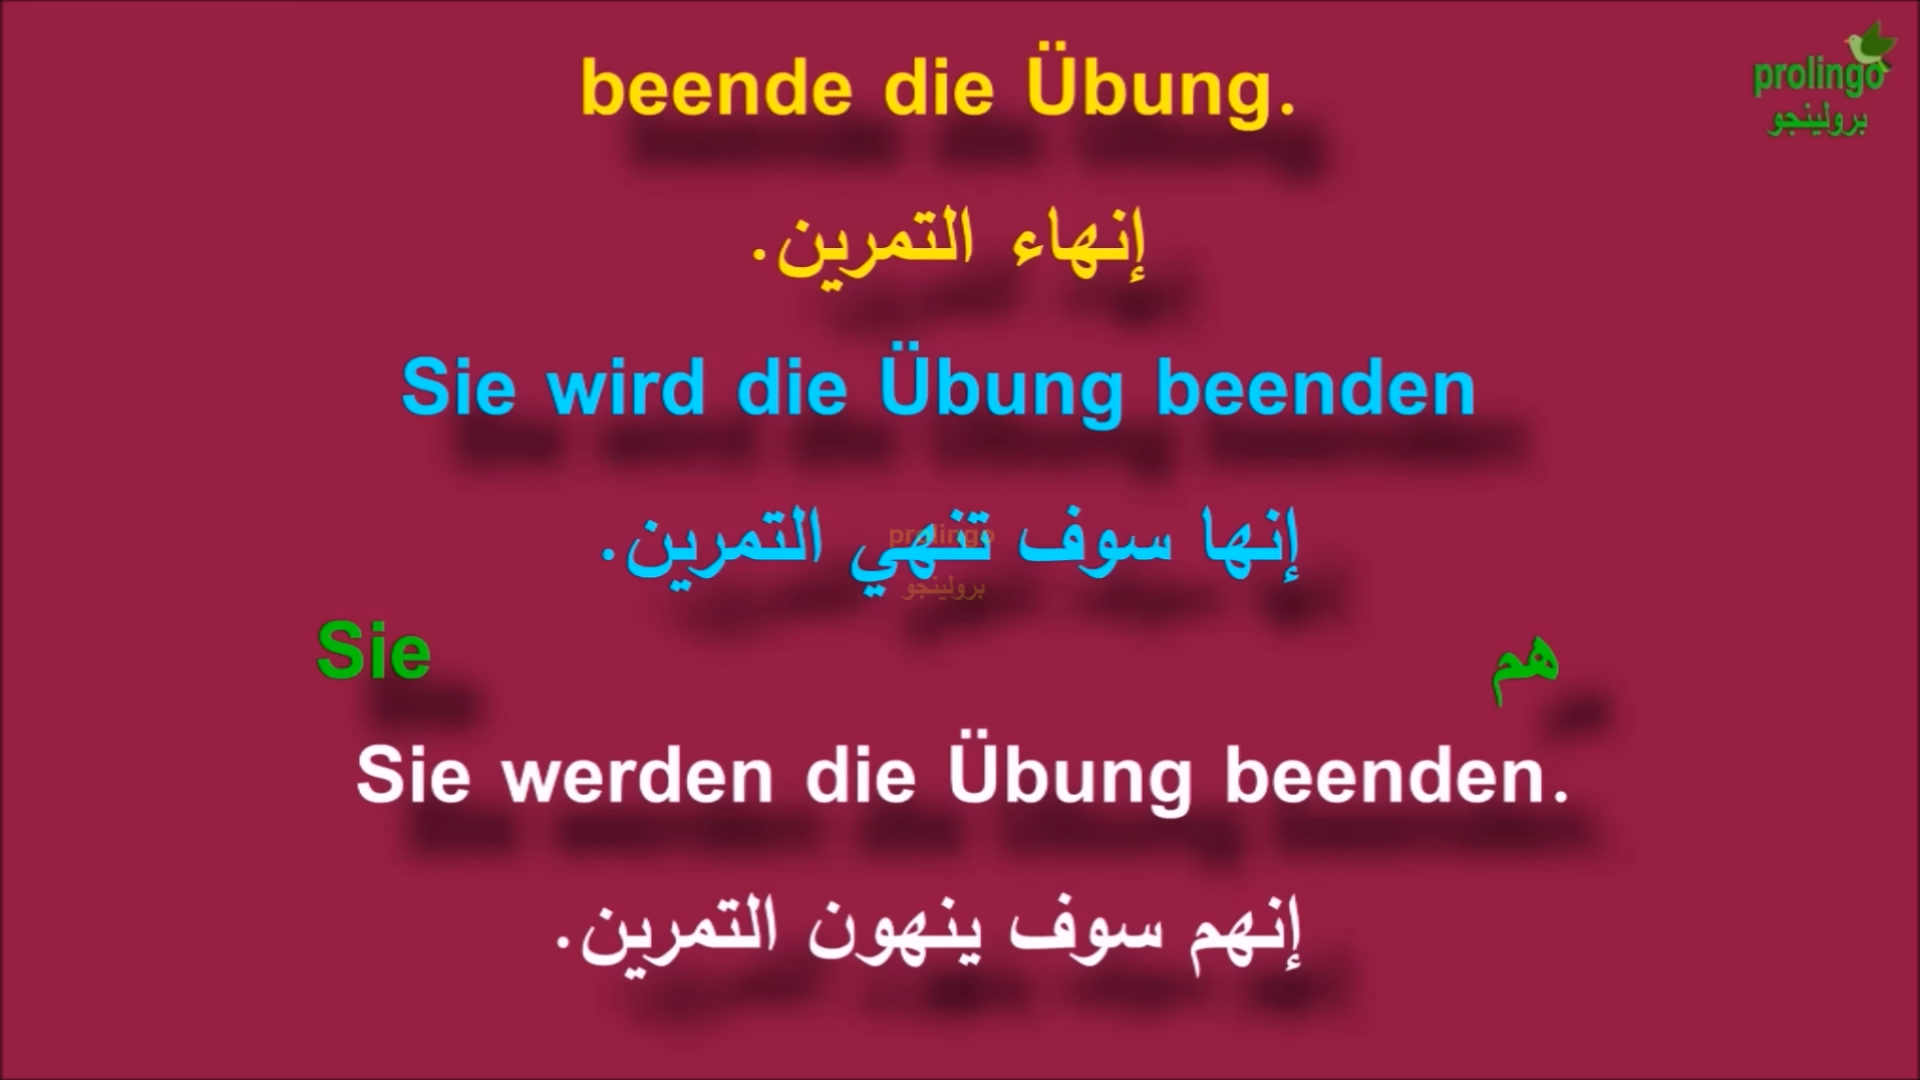 beende die Übung.
prolingo
برولينجو
إنهاء التمرين.
Sie wird die Übung beenden
إنها سوف تنهي التمرين.
prolingo
برولينجو
Sie
هم
Sie werden die Übung beenden.
إنهم سوف ينهون التمرين.